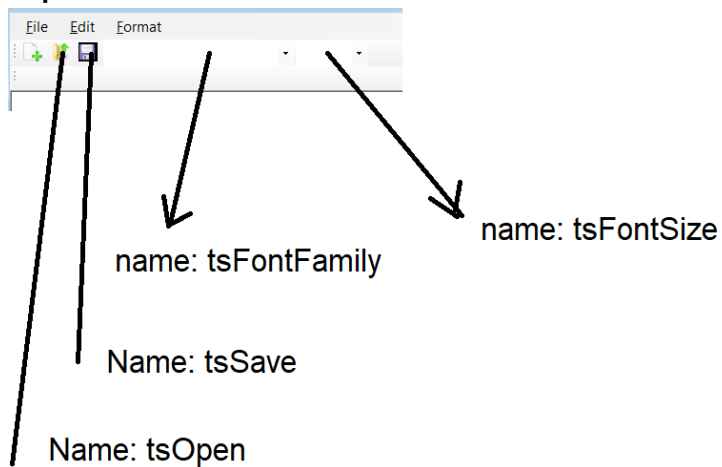 File Edit Format
name: tsFontSize
name: tsFontFamily
Name: tsSave
Name: tsOpen